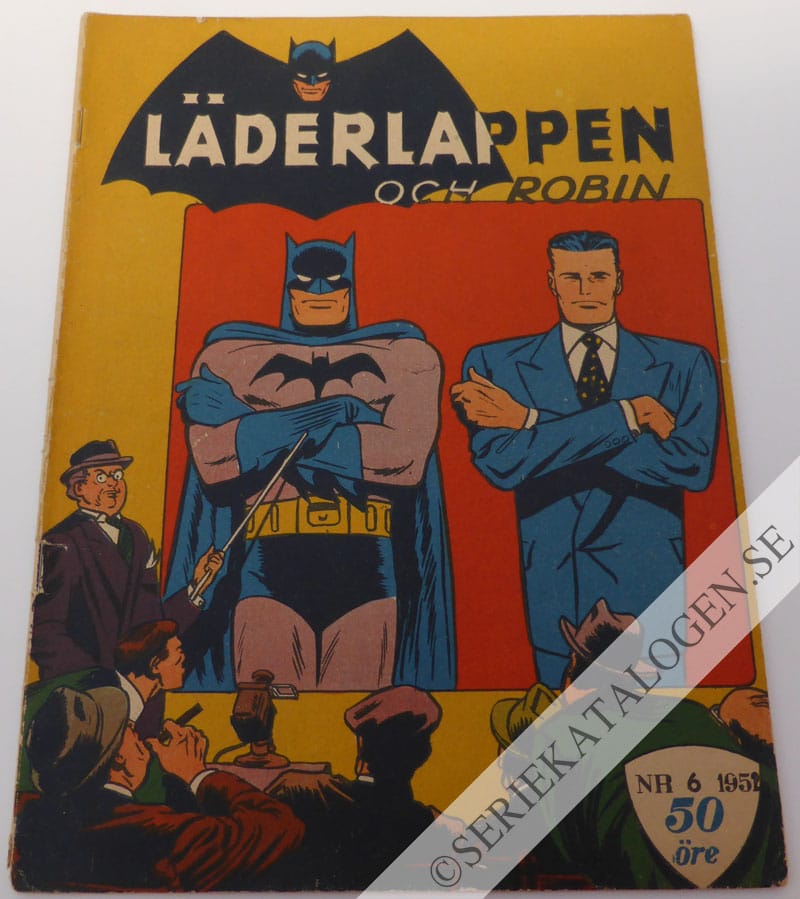 LÄDERLAPPEN
OCH ROBIN
NR 6 1952
50
öre
©SERIEKATALOGEN.SE